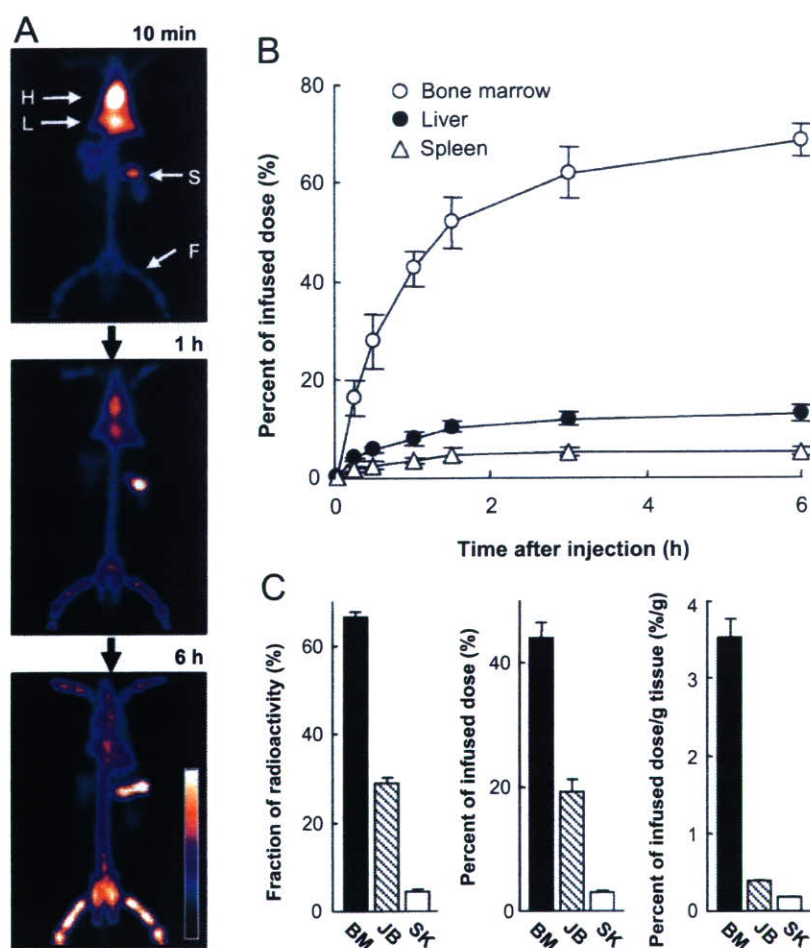 A
10 min
H
L
S
F
1 h
6 h
B
Percent of infused dose (%)
80
60
40
20
0
Bone marrow
Liver
Spleen
0
2
4
6
Time after injection (h)
C
Fraction of radioactivity (%)
60
40
20
0
BM
JB
SK
Percent of infused dose (%)
40
20
0
BM
JB
SK
Percent of infused dose/g tissue (%/g)
4
3
2
1
0
BM
JB
SK